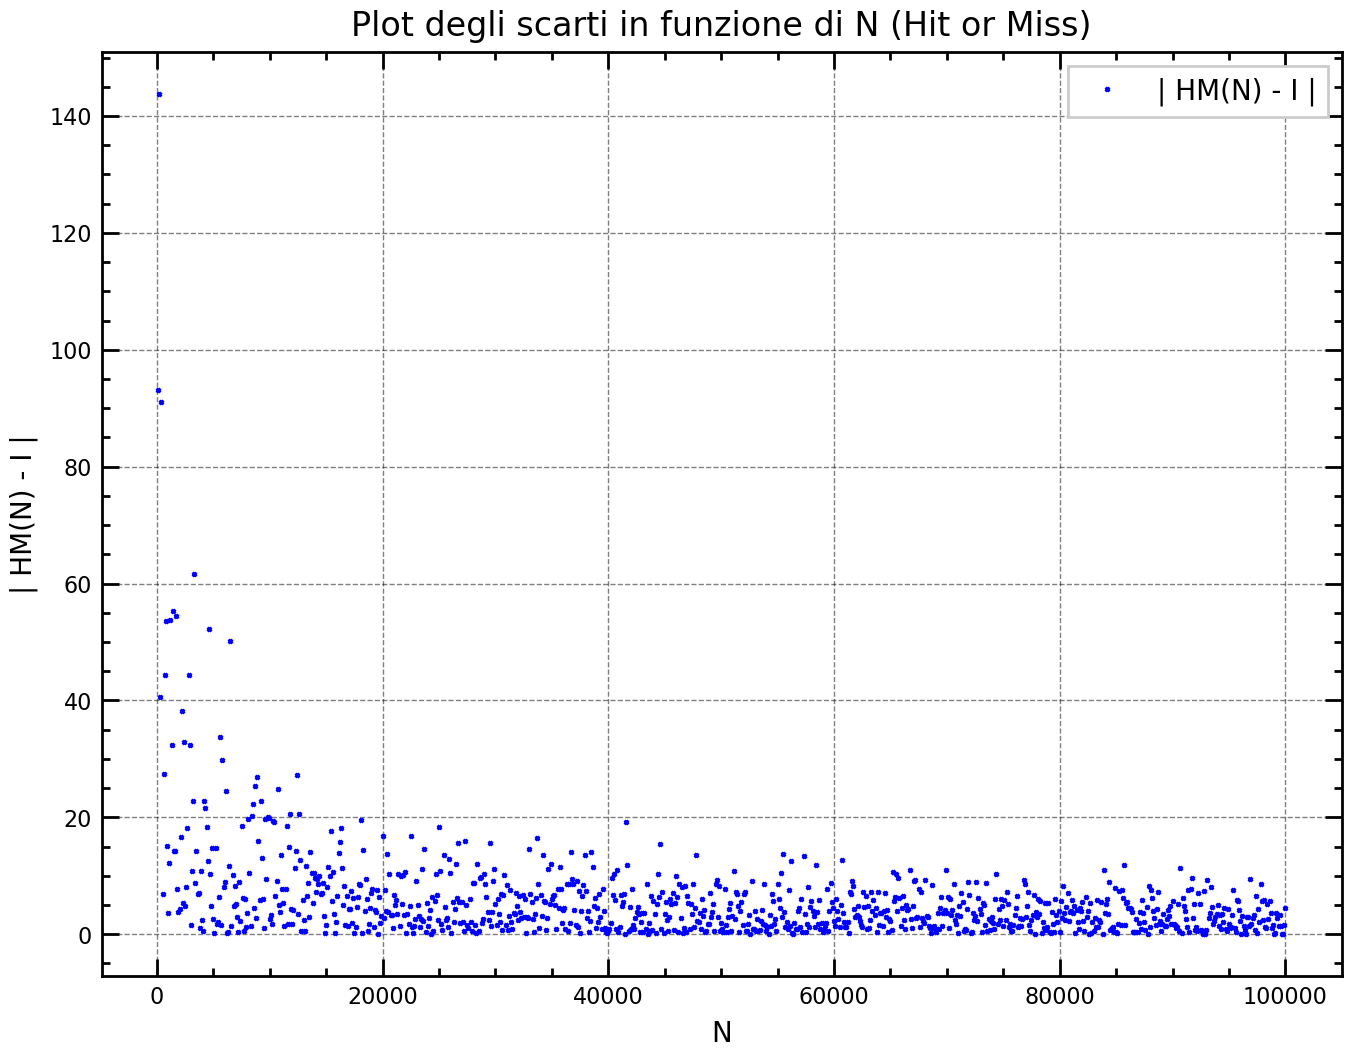 Plot degli scarti in funzione di N (Hit or Miss)
| HM(N) - I |
140
120
100
80
60
40
20
0
| HM(N) - I |
0 20000 40000 60000 80000 100000
N